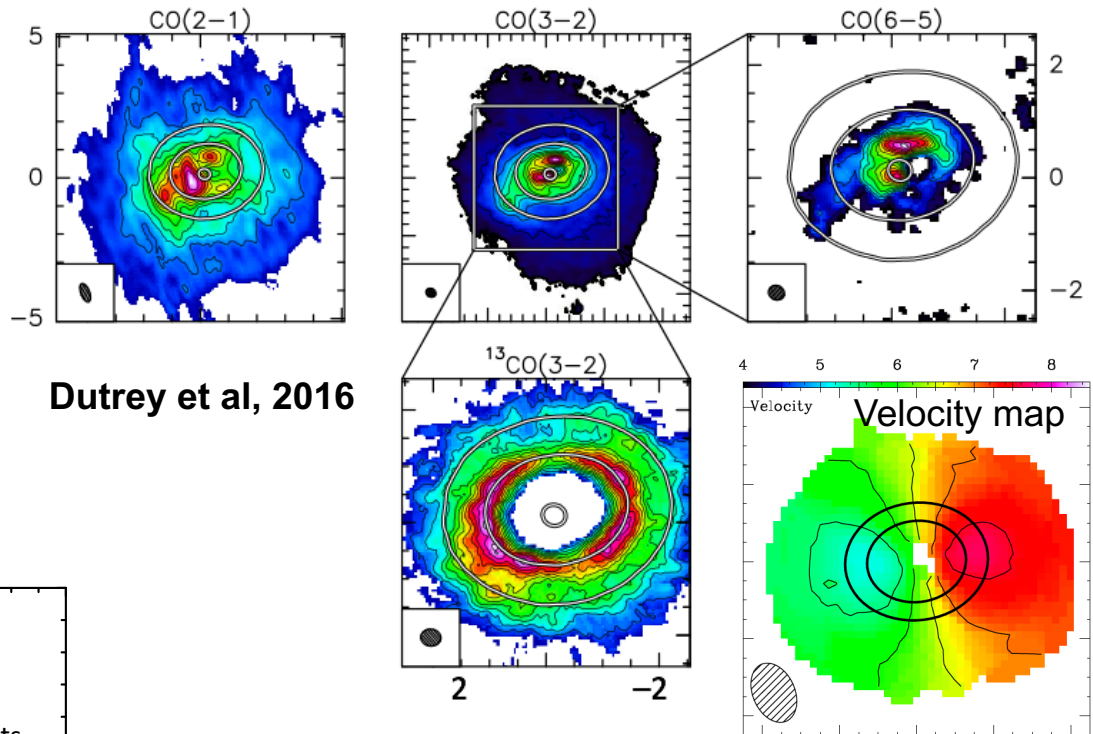 CO(2−1)
CO(3−2)
CO(6−5)
5
0
−5
2
0
−2
¹³CO(3−2)
Dutrey et al, 2016
4 5 6 7 8
Velocity
Velocity map
2 −2